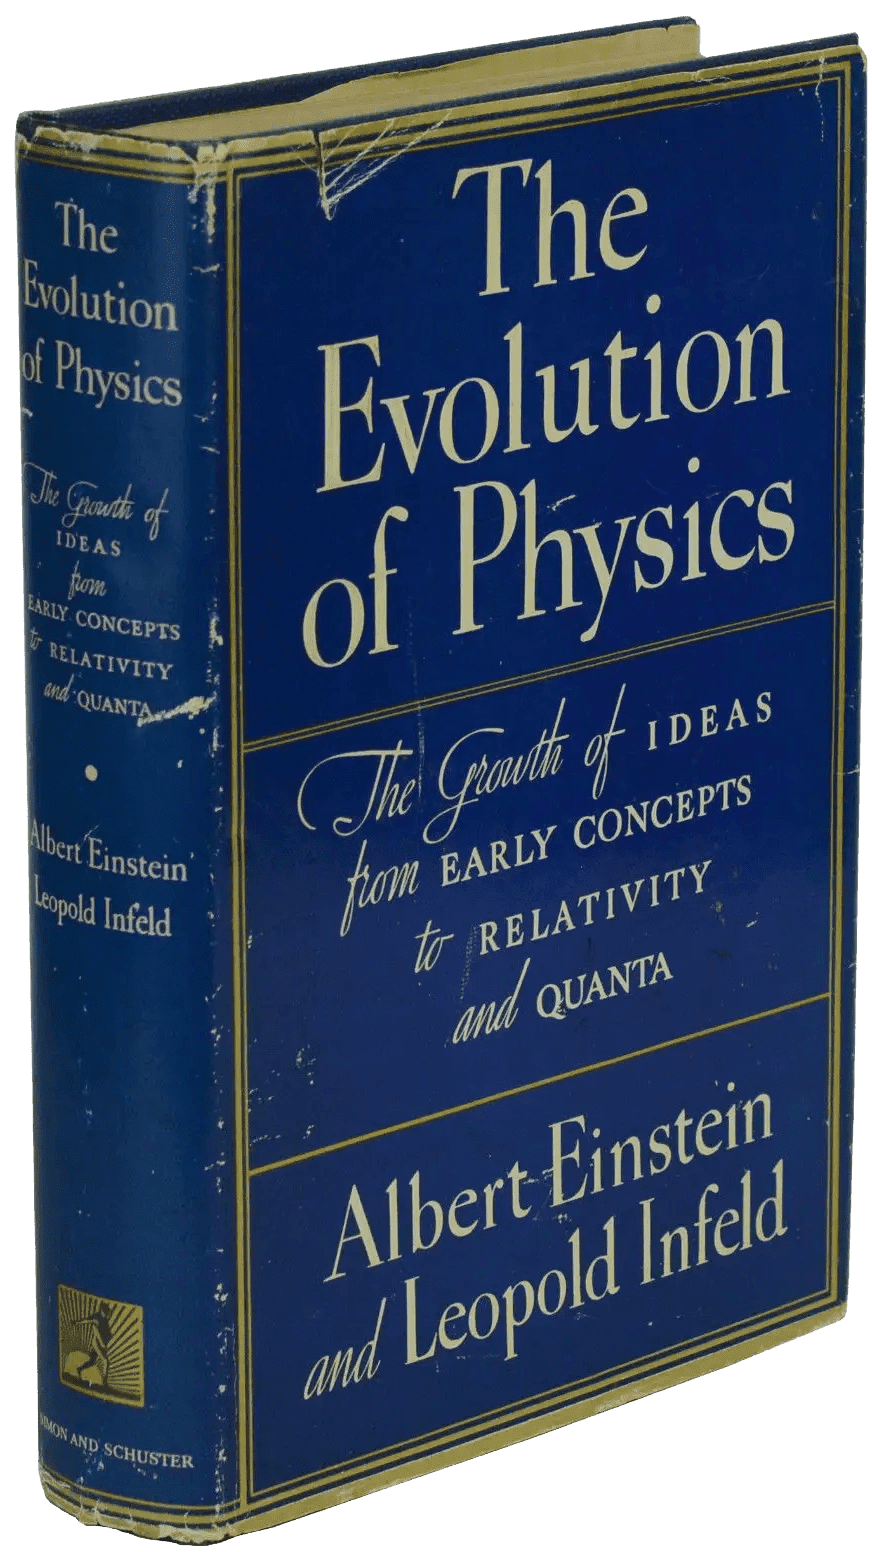 The
Evolution
of Physics
The Growth of
IDEAS
from
EARLY CONCEPTS
to RELATIVITY
and QUANTA
Albert Einstein
Leopold Infeld
SIMON AND SCHUSTER
The
Evolution
of Physics
The Growth of IDEAS
from EARLY CONCEPTS
to RELATIVITY
and QUANTA
Albert Einstein
and Leopold Infeld